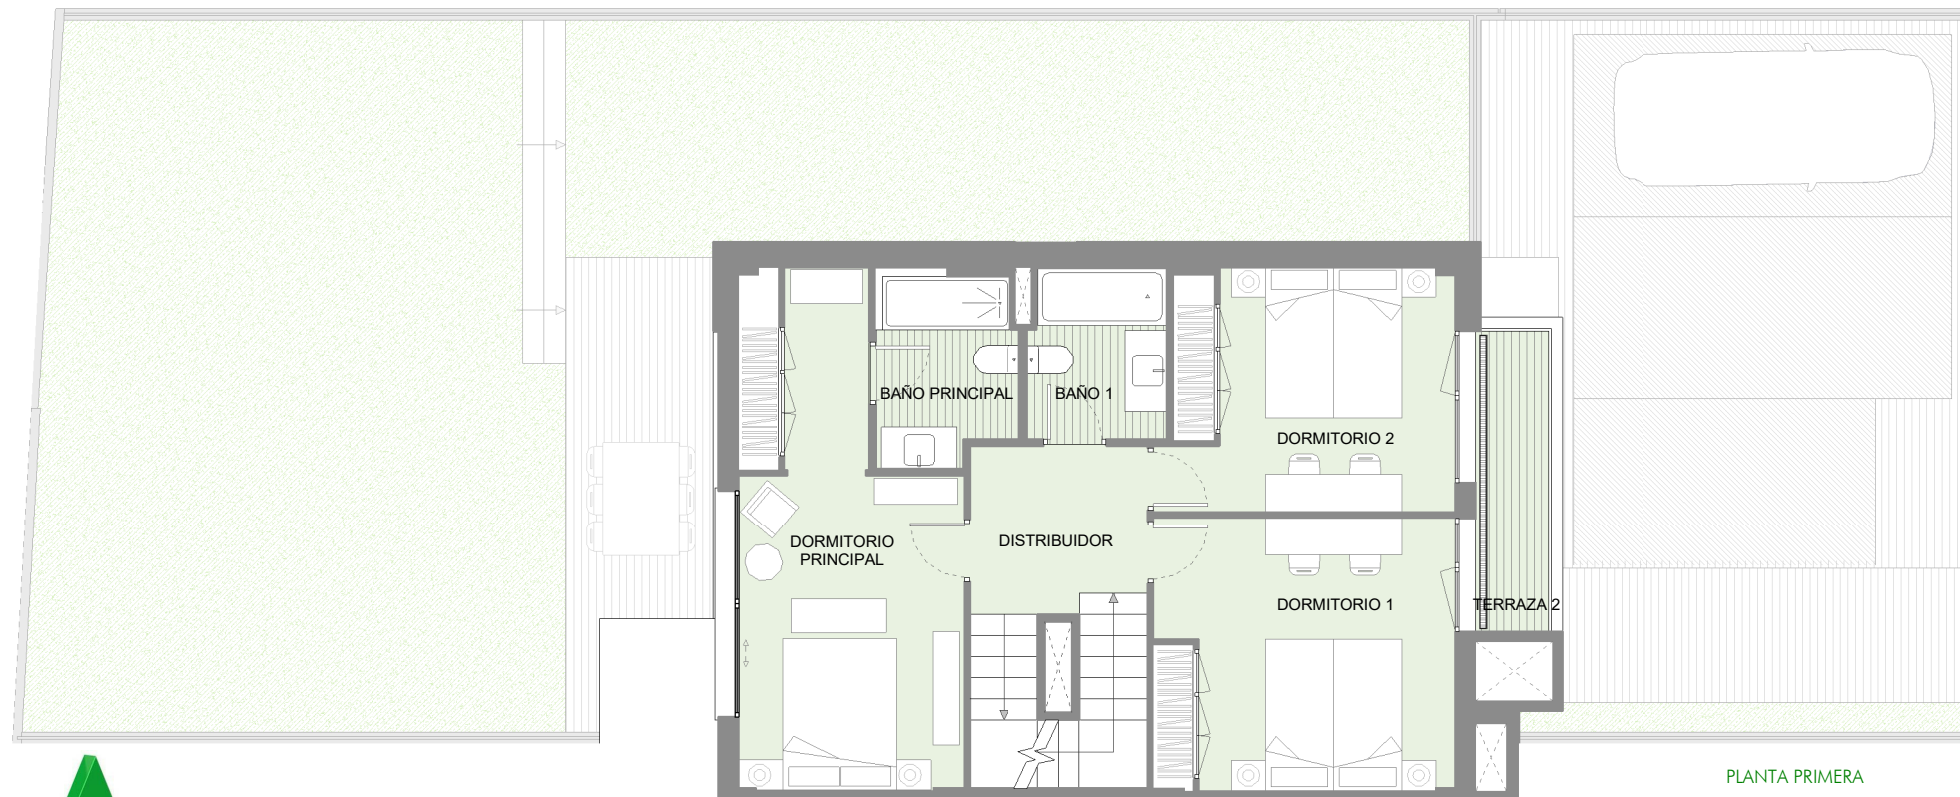 BAÑO PRINCIPAL
BAÑO 1
DORMITORIO 2
DORMITORIO
PRINCIPAL
DISTRIBUIDOR
DORMITORIO 1
TERRAZA 2
PLANTA PRIMERA